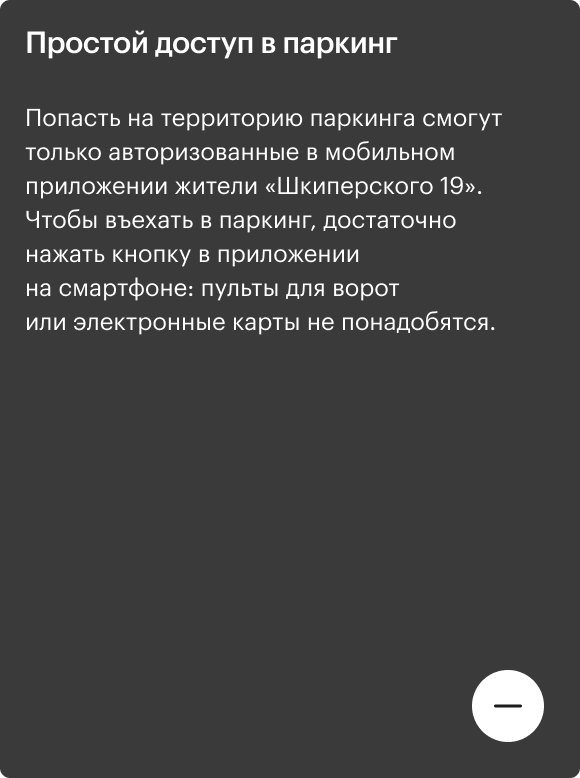 Простой доступ в паркинг
Попасть на территорию паркинга смогут
только авторизованные в мобильном
приложении жители «Шкиперского 19».
Чтобы въехать в паркинг, достаточно
нажать кнопку в приложении
на смартфоне: пульты для ворот
или электронные карты не понадобятся.